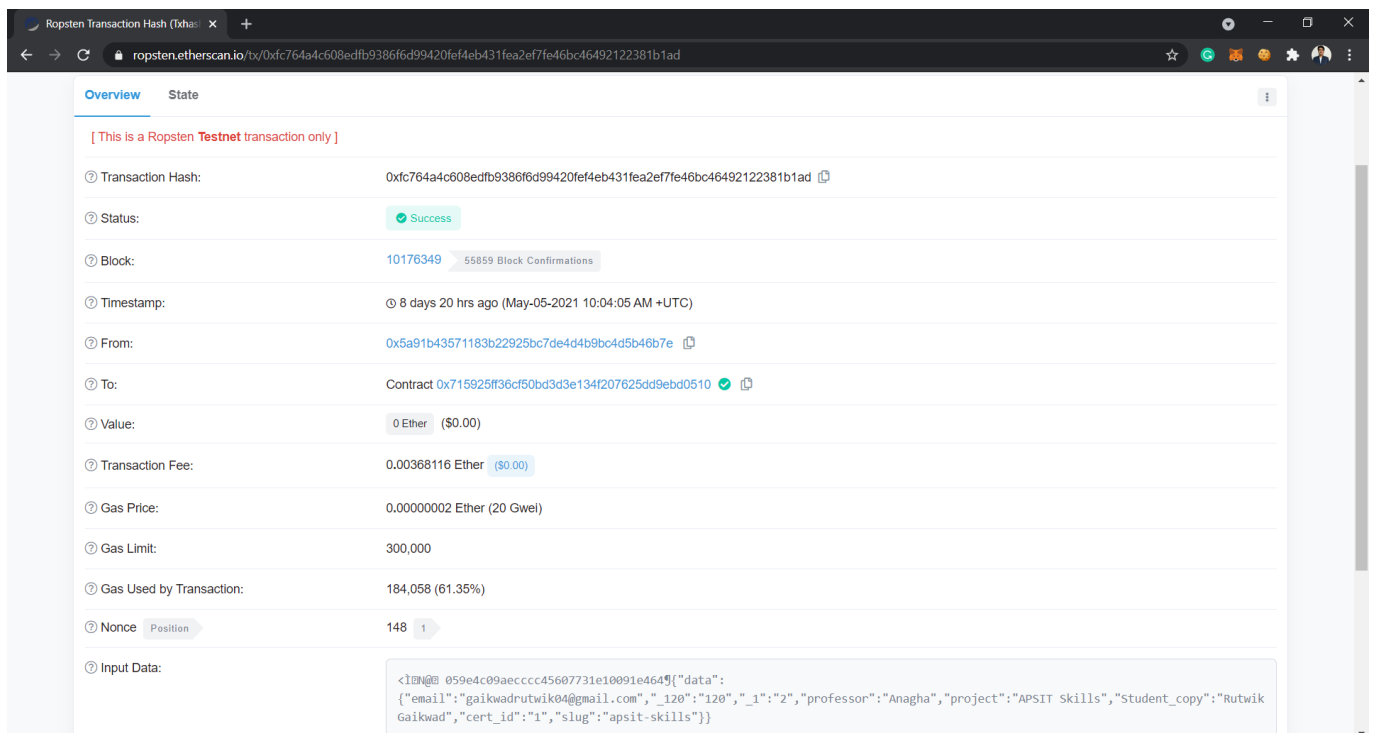 Ropsten Transaction Hash (Txhas
ropsten.etherscan.io/tx/0xfc764a4c608edfb9386f6d99420fef4eb431fea2ef7fe46bc46492122381b1ad
Overview State
[ This is a Ropsten Testnet transaction only ]
Transaction Hash: 0xfc764a4c608edfb9386f6d99420fef4eb431fea2ef7fe46bc46492122381b1ad
Status: Success
Block: 10176349 55859 Block Confirmations
Timestamp: 8 days 20 hrs ago (May-05-2021 10:04:05 AM +UTC)
From: 0x5a91b43571183b22925bc7de4d4b9bc4d5b46b7e
To: Contract 0x715925ff36cf50bd3d3e134f207625dd9ebd0510
Value: 0 Ether ($0.00)
Transaction Fee: 0.00368116 Ether ($0.00)
Gas Price: 0.00000002 Ether (20 Gwei)
Gas Limit: 300,000
Gas Used by Transaction: 184,058 (61.35%)
Nonce Position 148 1
Input Data:
059e4c09aecccc45607731e10091e464¶{"data":
{"email":"gaikwadrutwik04@gmail.com","_120":"120","_1":"2","professor":"Anagha","project":"APSIT Skills","Student_copy":"Rutwik
Gaikwad","cert_id":"1","slug":"apsit-skills"}}